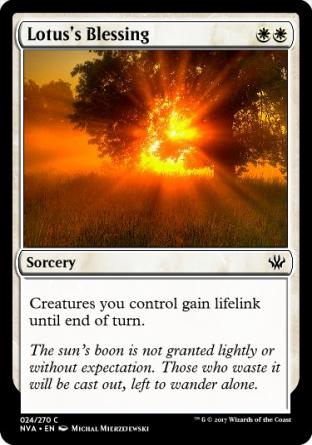 Lotus's Blessing
Sorcery
Creatures you control gain lifelink
until end of turn.
The sun's boon is not granted lightly or
without expectation. Those who waste it
will be cast out, left to wander alone.
024/270 C
NVA • EN Michal Mierzejewski
™ & © 2017 Wizards of the Coast